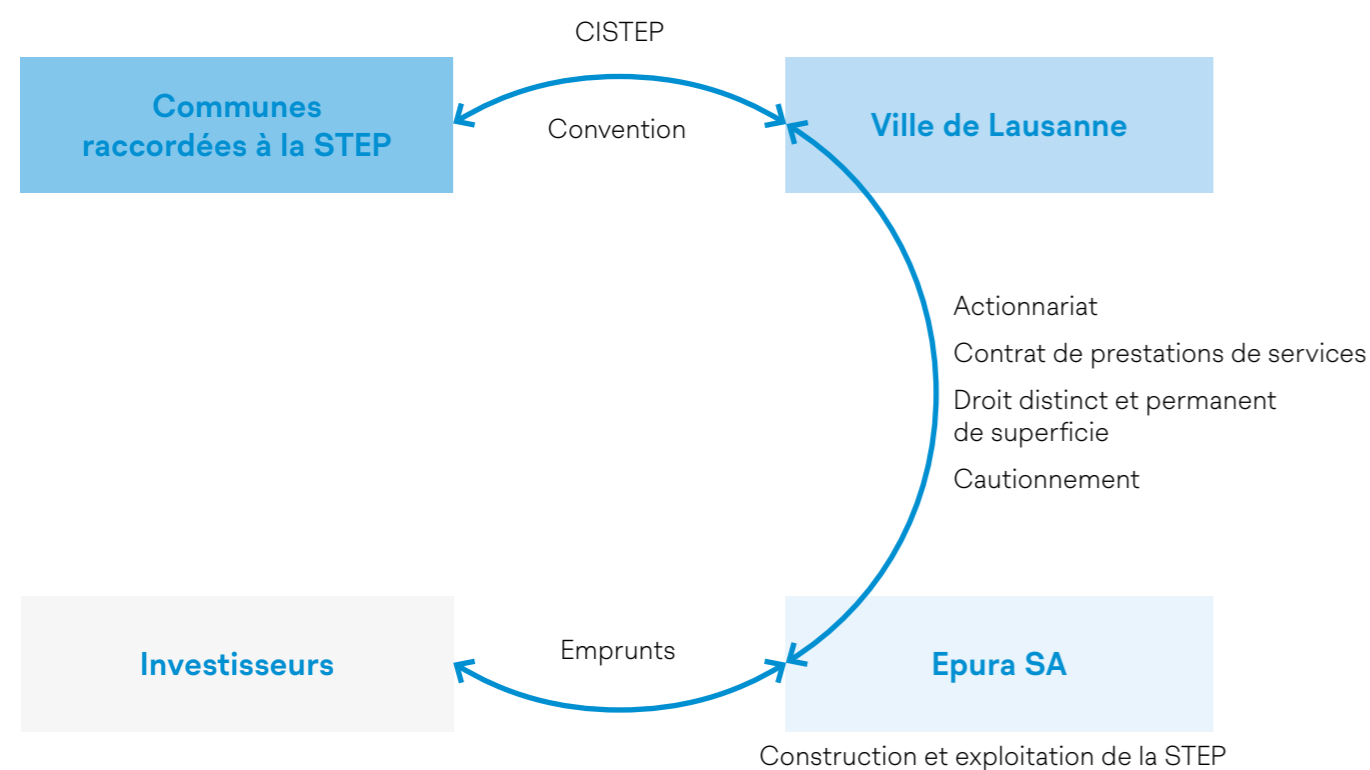 CISTEP
Communes
raccordées à la STEP
Convention
Ville de Lausanne
Actionnariat
Contrat de prestations de services
Droit distinct et permanent
de superficie
Cautionnement
Investisseurs
Emprunts
Epura SA
Construction et exploitation de la STEP